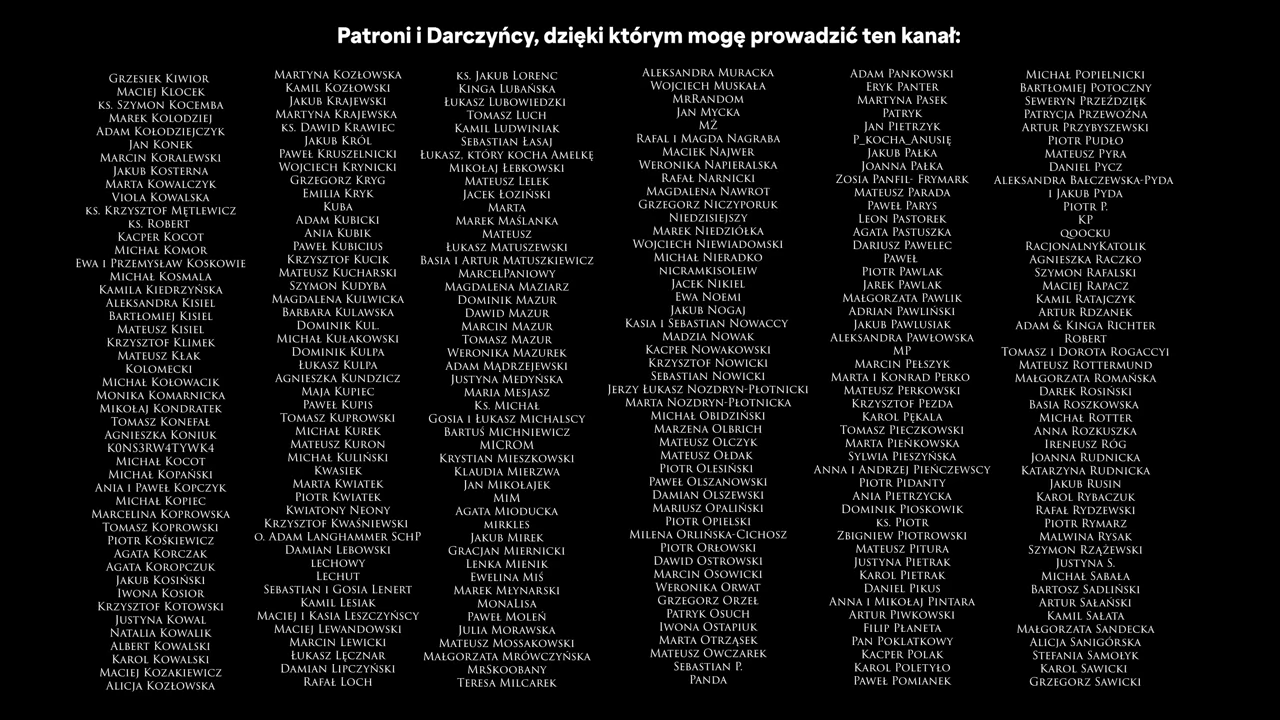 Patroni i Darczyńcy, dzięki którym mogę prowadzić ten kanał:
Grzesiek Kiwior
Maciej Klocek
ks. Szymon Kocemba
Marek Kolodziej
Adam Kołodziejczyk
Jan Konek
Marcin Koralewski
Jakub Kosterna
Marta Kowalczyk
Viola Kowalska
ks. Krzysztof Mętlewicz
ks. Robert
Kacper Kocot
Michał Komor
Ewa i Przemysław Koskowie
Michał Kosmala
Kamila Kiedrzyńska
Aleksandra Kisiel
Bartłomiej Kisiel
Mateusz Kisiel
Krzysztof Klimek
Mateusz Kłak
Kolomecki
Michał Kołowacik
Monika Komarnicka
Mikołaj Kondratek
Tomasz Konefał
Agnieszka Koniuk
K0NS3RW4TYWK4
Michał Kocot
Michał Kopański
Ania i Paweł Kopczyk
Michał Kopiec
Marcelina Koprowska
Tomasz Koprowski
Piotr Kośkiewicz
Agata Korczak
Agata Koropczuk
Jakub Kosiński
Iwona Kosior
Krzysztof Kotowski
Justyna Kowal
Natalia Kowalik
Albert Kowalski
Karol Kowalski
Maciej Kozakiewicz
Alicja Kozłowska
Martyna Kozłowska
Kamil Kozłowski
Jakub Krajewski
Martyna Krajewska
ks. Dawid Krawiec
Jakub Król
Paweł Kruszelnicki
Wojciech Krynicki
Grzegorz Kryg
Emilia Kryk
Kuba
Adam Kubicki
Ania Kubik
Paweł Kubicius
Krzysztof Kucik
Mateusz Kucharski
Szymon Kudyba
Magdalena Kulwicka
Barbara Kulawska
Dominik Kul.
Michał Kułakowski
Dominik Kulpa
Łukasz Kulpa
Agnieszka Kundzicz
Maja Kupiec
Paweł Kupis
Tomasz Kuprowski
Michał Kurek
Mateusz Kuron
Michał Kuliński
Kwasiek
Marta Kwiatek
Piotr Kwiatek
Kwiatony Neony
Krzysztof Kwaśniewski
o. Adam Langhammer SchP
Damian Lebowski
lechowy
Lechut
Sebastian i Gosia Lenert
Kamil Lesiak
Maciej i Kasia Leszczyńscy
Maciej Lewandowski
Marcin Lewicki
Łukasz Lęcznar
Damian Lipczyński
Rafał Loch
ks. Jakub Lorenc
Kinga Lubańska
Łukasz Lubowiedzki
Tomasz Luch
Kamil Ludwiniak
Sebastian Łasaj
Łukasz, który kocha Amelkę
Mikołaj Łebkowski
Mateusz Lelek
Jacek Łoziński
Marta
Marek Maślanka
Mateusz
Łukasz Matuszewski
Basia i Artur Matuszkiewicz
MarcelPaniowy
Magdalena Maziarz
Dominik Mazur
Dawid Mazur
Marcin Mazur
Tomasz Mazur
Weronika Mazurek
Adam Mądrzejewski
Justyna Medyńska
Maria Mesjasz
Ks. Michał
Gosia i Łukasz Michalscy
Bartuś Michniewicz
MICROM
Krystian Mieszkowski
Klaudia Mierzwa
Jan Mikołajek
MiM
Agata Mioducka
mirkles
Jakub Mirek
Gracjan Miernicki
Lenka Mienik
Ewelina Miś
Marek Młynarski
MonaLisa
Paweł Moleń
Julia Morawska
Mateusz Mossakowski
Małgorzata Mrówczyńska
MrSkoobany
Teresa Milcarek
Aleksandra Muracka
Wojciech Muskała
MrRandom
Jan Mycka
MŻ
Rafal i Magda Nagraba
Maciek Najwer
Weronika Napieralska
Rafał Narnicki
Magdalena Nawrot
Grzegorz Niczyporuk
Niedzisiejszy
Marek Niedziółka
Wojciech Niewiadomski
Michał Nieradko
nicramkisoleiw
Jacek Nikiel
Ewa Noemi
Jakub Nogaj
Kasia i Sebastian Nowaccy
Madzia Nowak
Kacper Nowakowski
Krzysztof Nowicki
Sebastian Nowicki
Jerzy Łukasz Nozdryn-Płotnicki
Marta Nozdryn-Płotnicka
Michał Obidziński
Marzena Olbrich
Mateusz Olczyk
Mateusz Ołdak
Piotr Olesiński
Paweł Olszanowski
Damian Olszewski
Mariusz Opaliński
Piotr Opielski
Milena Orlińska-Cichosz
Piotr Orłowski
Dawid Ostrowski
Marcin Osowicki
Weronika Orwat
Grzegorz Orzeł
Patryk Osuch
Iwona Ostapiuk
Marta Otrząsek
Mateusz Owczarek
Sebastian P.
Panda
Adam Pankowski
Eryk Panter
Martyna Pasek
Patryk
Jan Pietrzyk
P_kocha_Anusię
Jakub Pałka
Joanna Pałka
Zosia Panfil- Frymark
Mateusz Parada
Paweł Parys
Leon Pastorek
Agata Pastuszka
Dariusz Pawelec
Paweł
Piotr Pawlak
Jarek Pawlak
Małgorzata Pawlik
Adrian Pawliński
Jakub Pawlusiak
Aleksandra Pawłowska
MP
Marcin Pełszyk
Marta i Konrad Perko
Mateusz Perkowski
Krzysztof Pezda
Karol Pękala
Tomasz Pieczkowski
Marta Pieńkowska
Sylwia Pieszyńska
Anna i Andrzej Pieńczewscy
Piotr Pidanty
Ania Pietrzycka
Dominik Pioskowik
ks. Piotr
Zbigniew Piotrowski
Mateusz Pitura
Justyna Pietrak
Karol Pietrak
Daniel Pikus
Anna i Mikołaj Pintara
Artur Piwkowski
Filip Płaneta
Pan Poklatkowy
Kacper Polak
Karol Poletyło
Paweł Pomianek
Michał Popielnicki
Bartłomiej Potoczny
Seweryn Przeździęk
Patrycja Przewoźna
Artur Przybyszewski
Piotr Pudło
Mateusz Pyra
Daniel Pycz
Aleksandra Bałczewska-Pyda
i Jakub Pyda
Piotr P.
KP
qoocku
RacjonalnyKatolik
Agnieszka Raczko
Szymon Rafalski
Maciej Rapacz
Kamil Ratajczyk
Artur Rdzanek
Adam & Kinga Richter
Robert
Tomasz i Dorota Rogaccyi
Mateusz Rottermund
Małgorzata Romańska
Darek Rosiński
Basia Roszkowska
Michał Rotter
Anna Rozkuszka
Ireneusz Róg
Joanna Rudnicka
Katarzyna Rudnicka
Jakub Rusin
Karol Rybaczuk
Rafał Rydzewski
Piotr Rymarz
Malwina Rysak
Szymon Rzążewski
Justyna S.
Michał Sabała
Bartosz Sadliński
Artur Sałański
Kamil Sałata
Małgorzata Sandecka
Alicja Sanigórska
Stefania Samołyk
Karol Sawicki
Grzegorz Sawicki